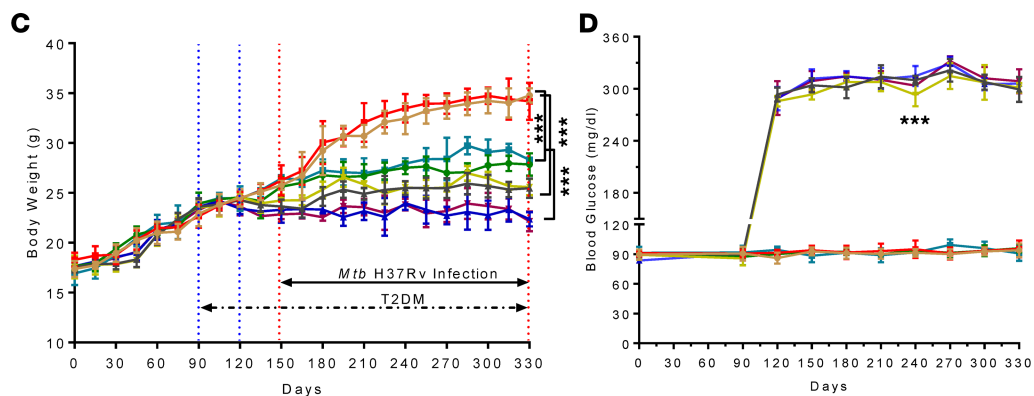 C
Body Weight (g)
40
35
30
25
20
15
10
0 30 60 90 120 150 180 210 240 270 300 330
Days
Mtb H37Rv Infection
T2DM
***
***
***
D
Blood Glucose (mg/dl)
360
300
240
180
120
90
60
30
0
0 30 60 90 120 150 180 210 240 270 300 330
Days
***